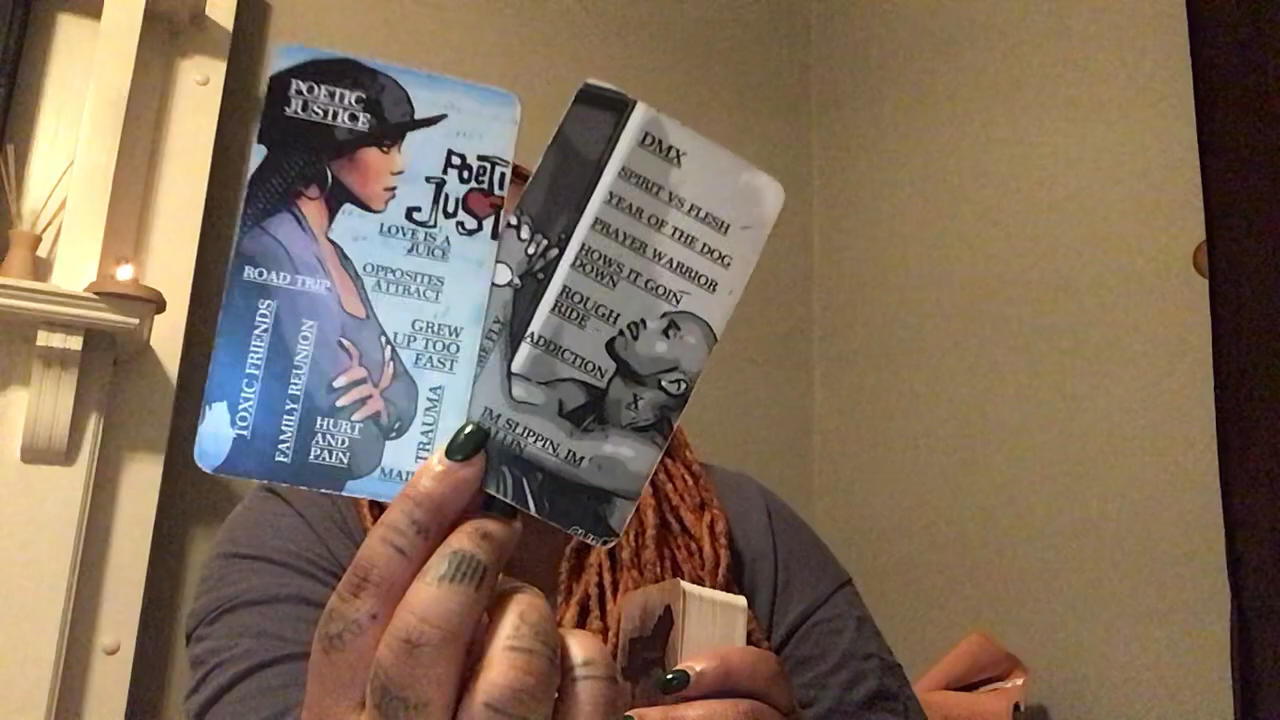 POETIC
JUSTICE
POETI
JUST
LOVE IS A
JUICE
OPPOSITES
ATTRACT
ROAD TRIP
GREW
UP TOO
FAST
TOXIC FRIENDS
FAMILY REUNION
HURT
AND
PAIN
TRAUMA
DMX
SPIRIT VS FLESH
YEAR OF THE DOG
PRAYER WARRIOR
HOWS IT GOIN
DOWN
ROUGH
RIDE
ADDICTION
X
ME FLY
IM SLIPPIN, IM